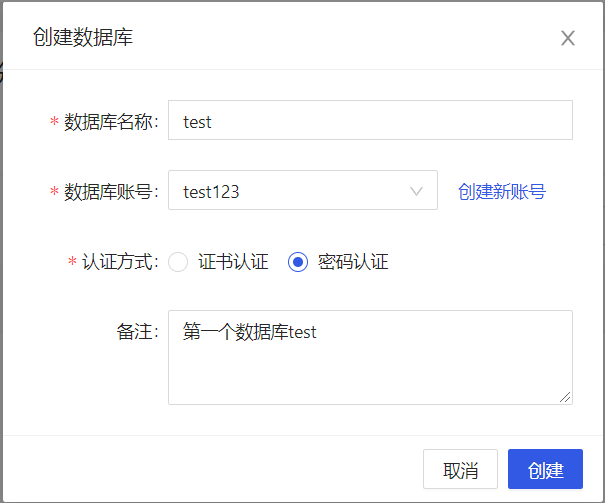 创建数据库
* 数据库名称: test
* 数据库账号: test123 创建新账号
* 认证方式: 证书认证 密码认证
备注: 第一个数据库test
取消 创建